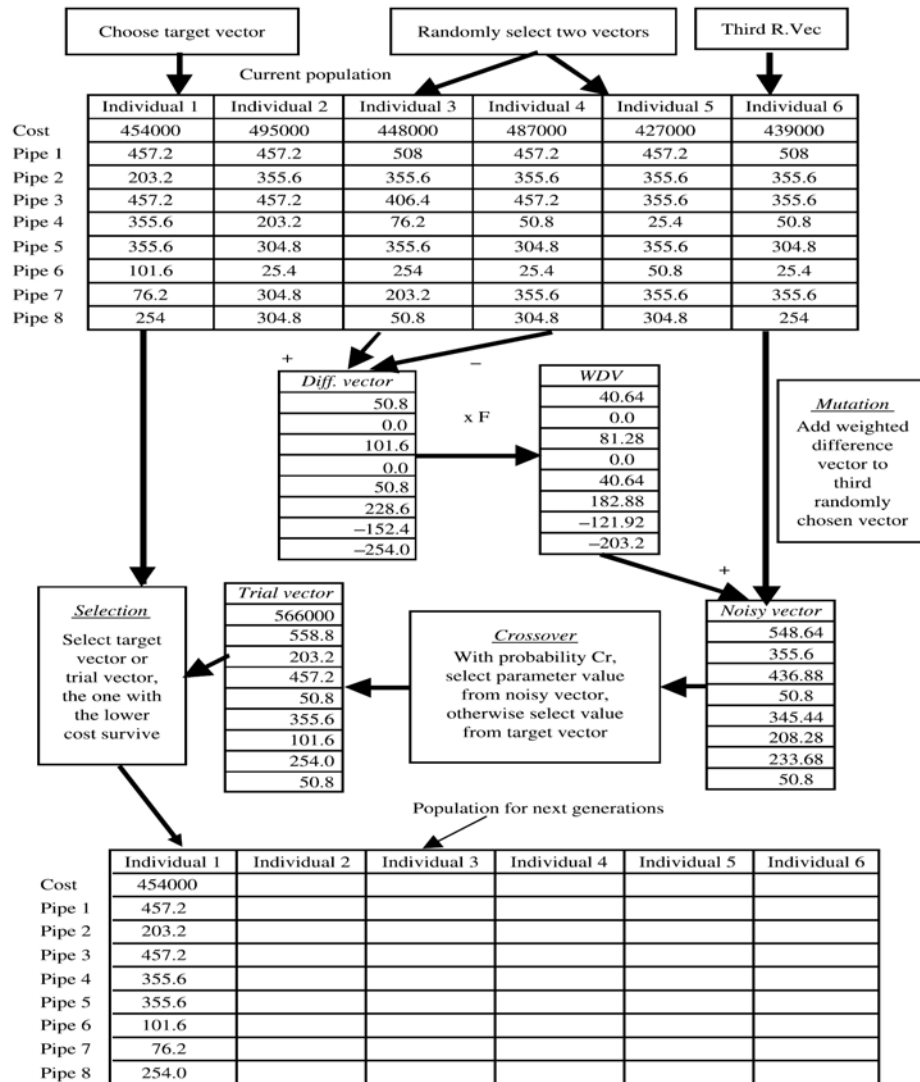 Choose target vector
Randomly select two vectors
Third R.Vec
Current population
Individual 1 Individual 2 Individual 3 Individual 4 Individual 5 Individual 6
Cost 454000 495000 448000 487000 427000 439000
Pipe 1 457.2 457.2 508 457.2 457.2 508
Pipe 2 203.2 355.6 355.6 355.6 355.6 355.6
Pipe 3 457.2 457.2 406.4 457.2 355.6 355.6
Pipe 4 355.6 203.2 76.2 50.8 25.4 50.8
Pipe 5 355.6 304.8 355.6 304.8 355.6 304.8
Pipe 6 101.6 25.4 254 25.4 50.8 25.4
Pipe 7 76.2 304.8 203.2 355.6 355.6 355.6
Pipe 8 254 304.8 50.8 304.8 304.8 254
+
–
Diff. vector
50.8
0.0
101.6
0.0
50.8
228.6
–152.4
–254.0
x F
WDV
40.64
0.0
81.28
0.0
40.64
182.88
–121.92
–203.2
Mutation
Add weighted
difference
vector to
third
randomly
chosen vector
+
Selection
Select target
vector or
trial vector,
the one with
the lower
cost survive
Trial vector
566000
558.8
203.2
457.2
50.8
355.6
101.6
254.0
50.8
Crossover
With probability Cr,
select parameter value
from noisy vector,
otherwise select value
from target vector
Noisy vector
548.64
355.6
436.88
50.8
345.44
208.28
233.68
50.8
Population for next generations
Individual 1 Individual 2 Individual 3 Individual 4 Individual 5 Individual 6
Cost 454000
Pipe 1 457.2
Pipe 2 203.2
Pipe 3 457.2
Pipe 4 355.6
Pipe 5 355.6
Pipe 6 101.6
Pipe 7 76.2
Pipe 8 254.0